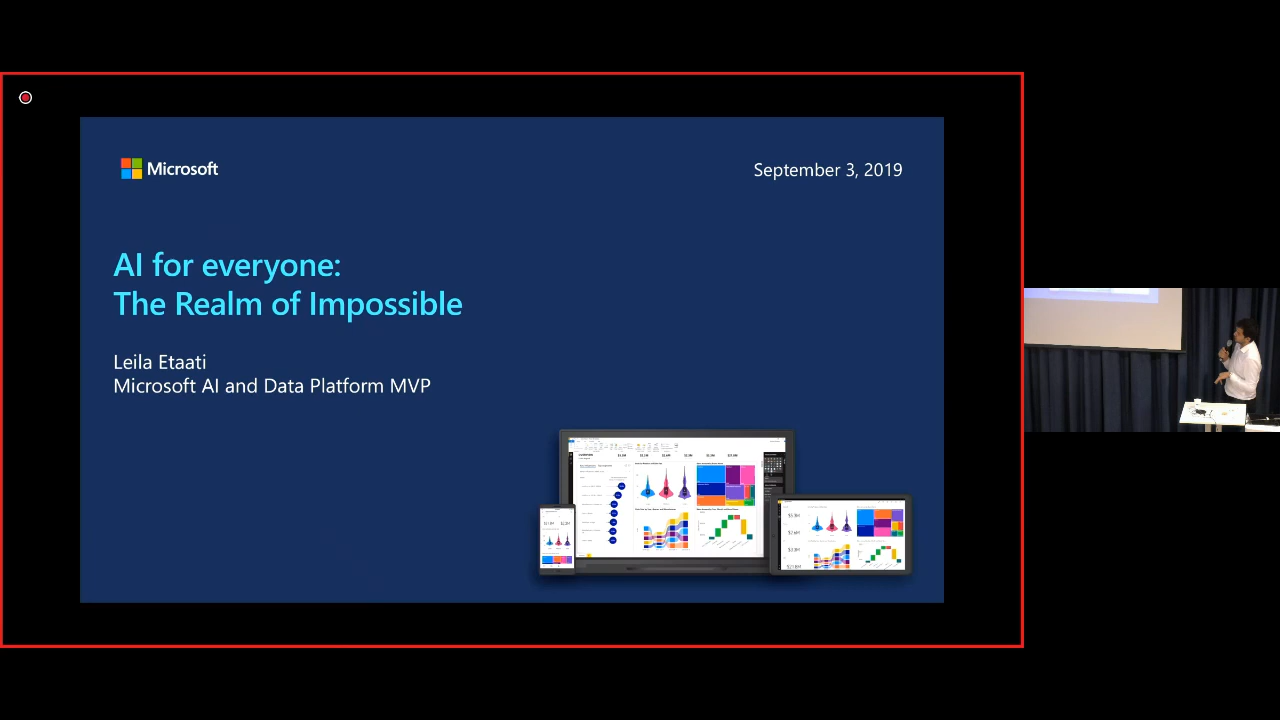 Microsoft
September 3, 2019
AI for everyone:
The Realm of Impossible
Leila Etaati
Microsoft AI and Data Platform MVP